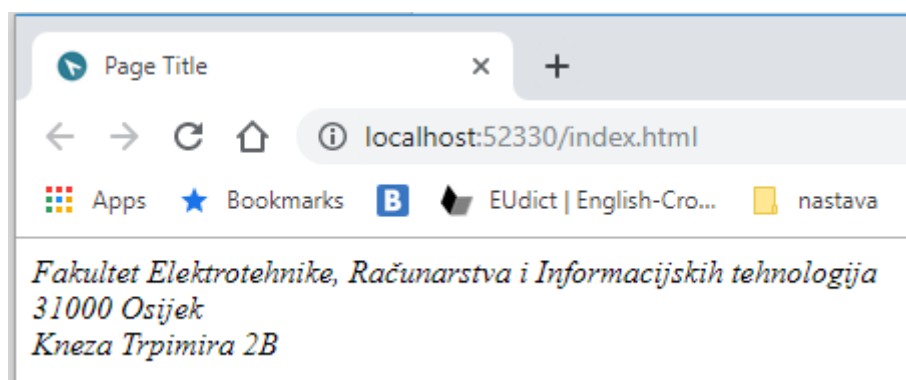 Page Title
localhost:52330/index.html
Apps Bookmarks B EUdict | English-Cro... nastava
Fakultet Elektrotehnike, Računarstva i Informacijskih tehnologija
31000 Osijek
Kneza Trpimira 2B